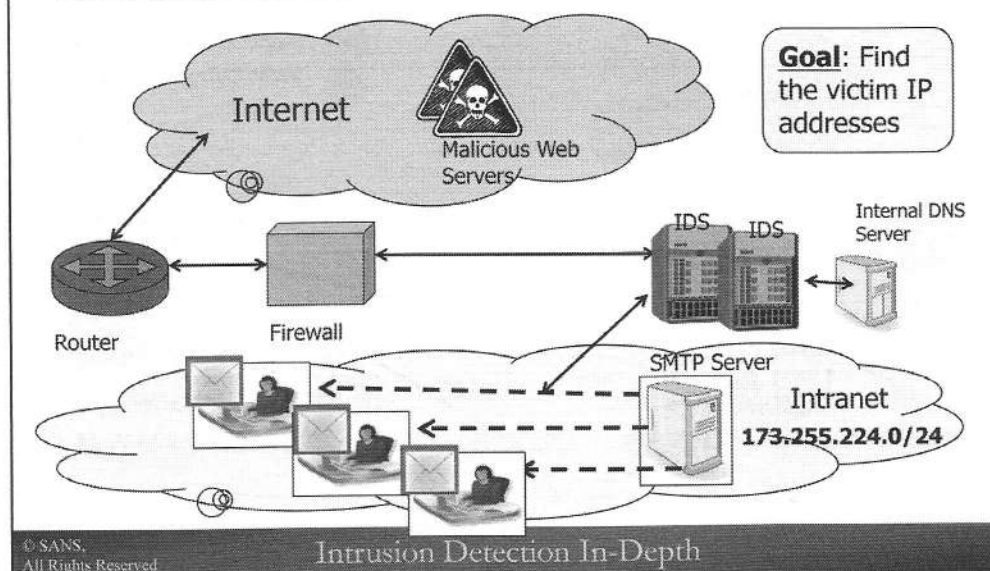 Internet
Malicious Web
Servers
Goal: Find
the victim IP
addresses
Router
Firewall
IDS
IDS
Internal DNS
Server
SMTP Server
Intranet
173.255.224.0/24
© SANS,
All Rights Reserved
Intrusion Detection In-Depth